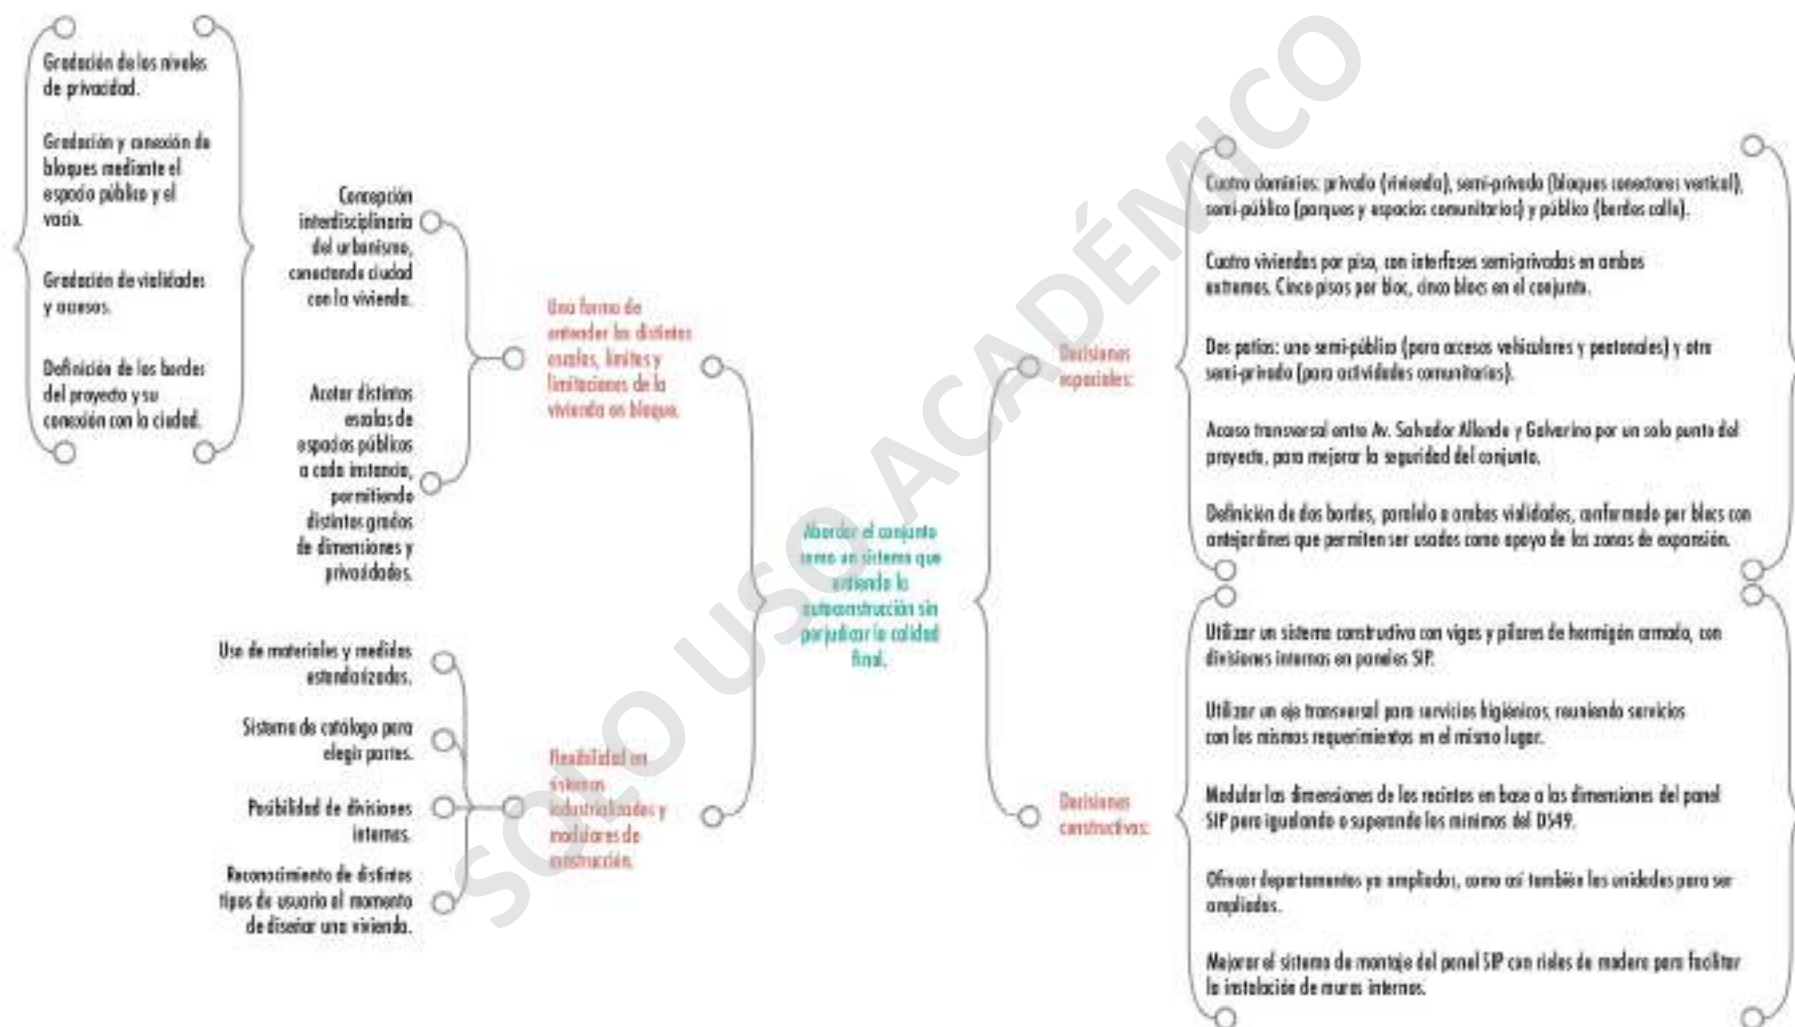 Gradación de los niveles
de privacidad.
Gradación y conexión de
bloques mediante el
espacio público y el
vacío.
Gradación de vialidades
y accesos.
Definición de los bordes
del proyecto y su
conexión con la ciudad.
Concepción
interdisciplinaria
del urbanismo,
conectando ciudad
con la vivienda.
Acotar distintas
escalas de
espacios públicos
a cada instancia,
permitiendo
distintos grados
de dimensiones y
privacidades.
Una forma de
entender las distintas
escalas, límites y
limitaciones de la
vivienda en bloque.
Uso de materiales y medidas
estandarizados.
Sistema de catálogo para
elegir partes.
Posibilidad de divisiones
internas.
Reconocimiento de distintos
tipos de usuario al momento
de diseñar una vivienda.
Flexibilidad en
sistemas
industrializados y
modulares de
construcción.
Abordar el conjunto
como un sistema que
entienda la
autoconstrucción sin
perjudicar la calidad
final.
Decisiones
espaciales:
Cuatro dominios: privado (vivienda), semi-privado (bloques conectores vertical),
semi-público (parques y espacios comunitarios) y público (bordes calle).
Cuatro viviendas por piso, con interfases semi-privadas en ambos
extremos. Cinco pisos por bloc, cinco blocs en el conjunto.
Dos patios: uno semi-público (para accesos vehiculares y peatonales) y otro
semi-privado (para actividades comunitarias).
Acceso transversal entre Av. Salvador Allende y Galvarino por un solo punto del
proyecto, para mejorar la seguridad del conjunto.
Definición de dos bordes, paralelo a ambas vialidades, conformado por blocs con
antejardines que permiten ser usados como apoyo de las zonas de expansión.
Decisiones
constructivas:
Utilizar un sistema constructivo con vigas y pilares de hormigón armado, con
divisiones internas en paneles SIP.
Utilizar un eje transversal para servicios higiénicos, reuniendo servicios
con los mismos requerimientos en el mismo lugar.
Modular las dimensiones de los recintos en base a las dimensiones del panel
SIP pero igualando o superando los mínimos del DS49.
Ofrecer departamentos ya ampliados, como así también las unidades para ser
ampliadas.
Mejorar el sistema de montaje del panel SIP con rieles de madera para facilitar
la instalación de muros internos.
SOLO USO ACADÉMICO